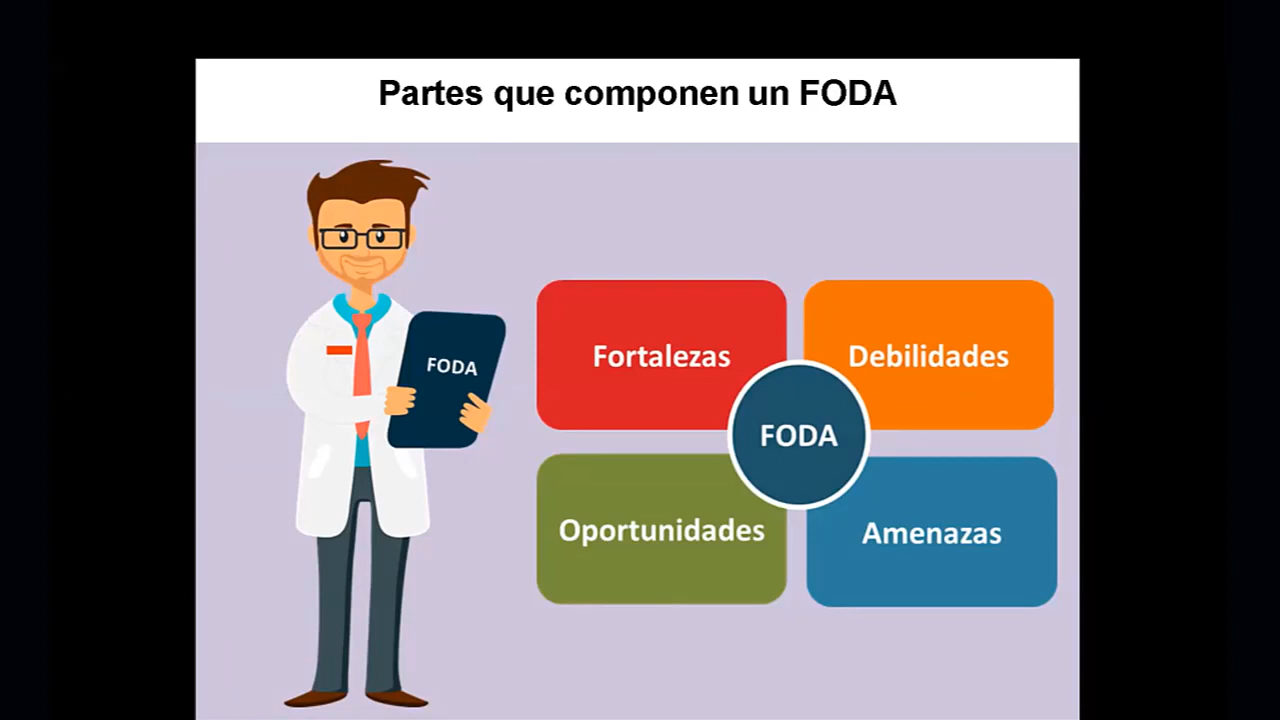 Partes que componen un FODA
FODA
Fortalezas
Debilidades
FODA
Oportunidades
Amenazas